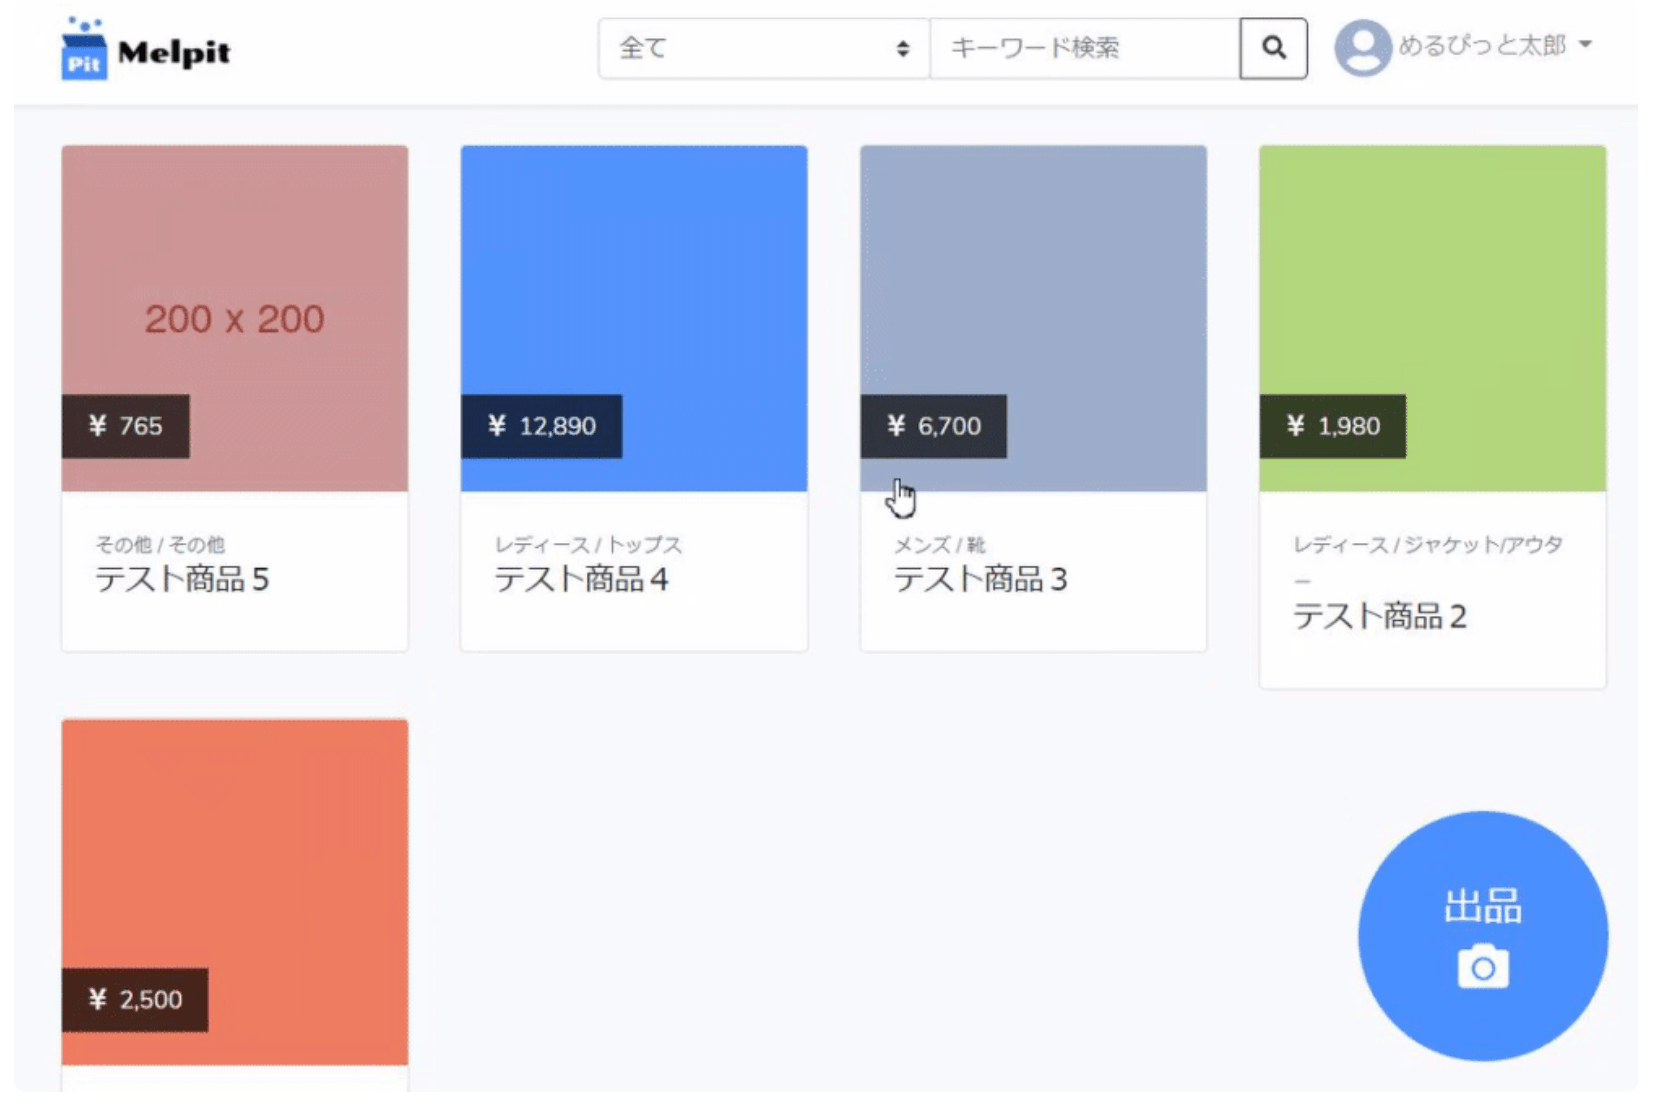 Pit Melpit
全て
キーワード検索
めるぴっと太郎
200 x 200
¥ 765
その他 / その他
テスト商品５
¥ 12,890
レディース / トップス
テスト商品４
¥ 6,700
メンズ / 靴
テスト商品３
¥ 1,980
レディース / ジャケット/アウタ
ー
テスト商品２
¥ 2,500
出品